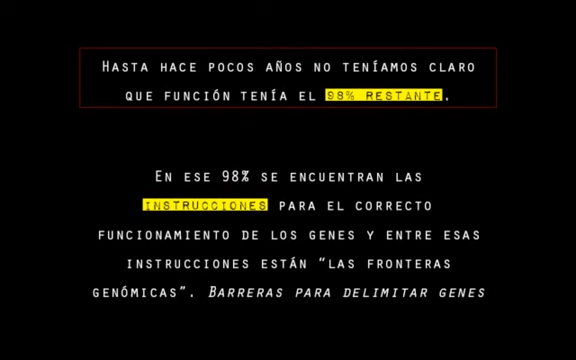 Hasta hace pocos años no teníamos claro
que función tenía el 98% restante.
En ese 98% se encuentran las
instrucciones para el correcto
funcionamiento de los genes y entre esas
instrucciones están “las fronteras
genómicas”. Barreras para delimitar genes